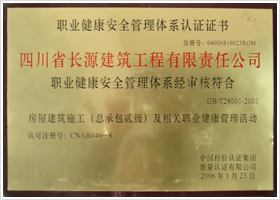 职业健康安全管理体系认证证书
注册号：04006S10023ROM
四川省长源建筑工程有限责任公司
职业健康安全管理体系经审核符合
GB/T28001-2001
房屋建筑施工（总承包贰级）及相关职业健康管理活动
认可注册号：CNAB040-S
中国检验认证集团
质量认证有限公司
2006年1月23日